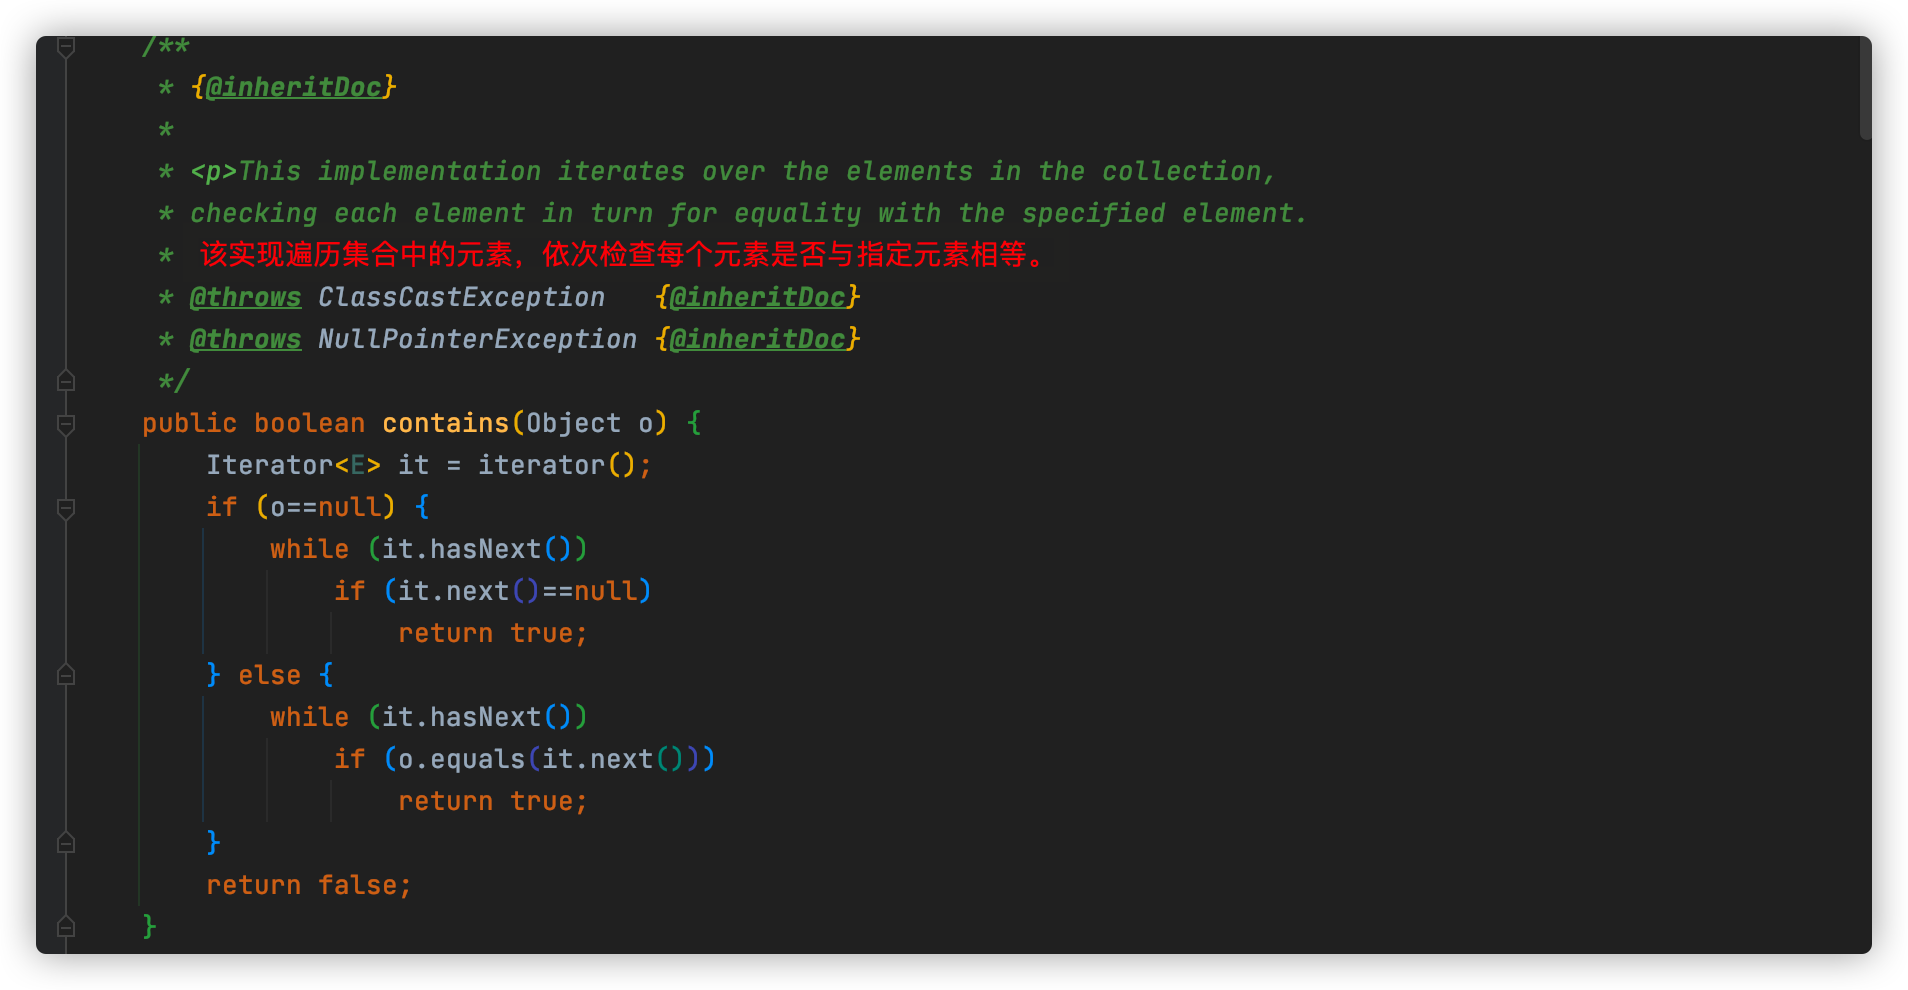 /**
 * {@inheritDoc}
 *
 * <p>This implementation iterates over the elements in the collection,
 * checking each element in turn for equality with the specified element.
 * 该实现遍历集合中的元素，依次检查每个元素是否与指定元素相等。
 * @throws ClassCastException   {@inheritDoc}
 * @throws NullPointerException {@inheritDoc}
 */
public boolean contains(Object o) {
    Iterator<E> it = iterator();
    if (o==null) {
        while (it.hasNext())
            if (it.next()==null)
                return true;
    } else {
        while (it.hasNext())
            if (o.equals(it.next()))
                return true;
    }
    return false;
}